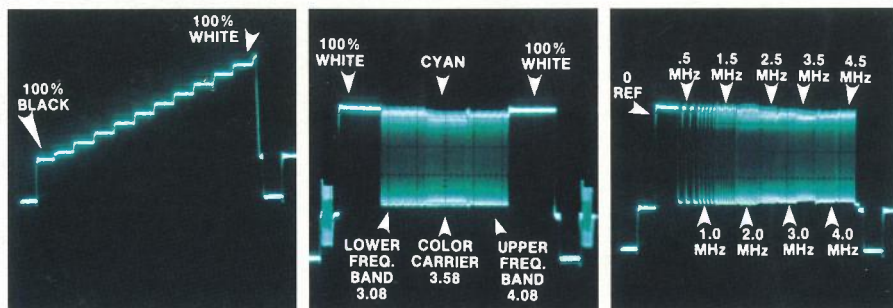 100%
WHITE
100%
BLACK
100%
WHITE
CYAN
100%
WHITE
LOWER
FREQ.
BAND
3.08
COLOR
CARRIER
3.58
UPPER
FREQ.
BAND
4.08
0
REF
.5
MHz
1.5
MHz
2.5
MHz
3.5
MHz
4.5
MHz
1.0
MHz
2.0
MHz
3.0
MHz
4.0
MHz